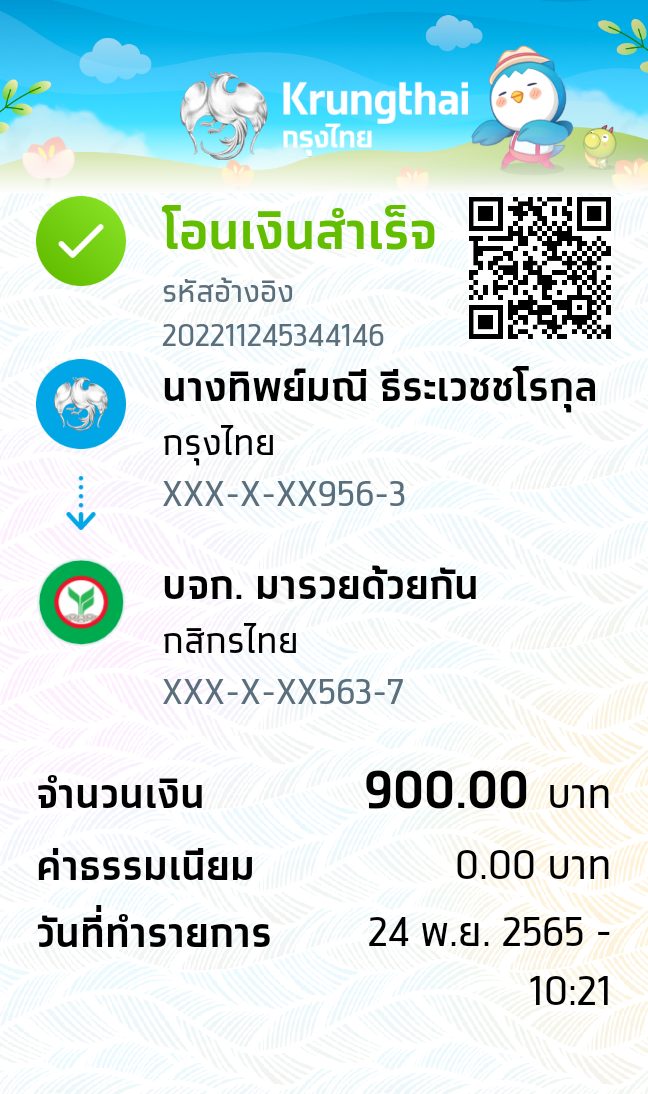 Krungthai
กรุงไทย
โอนเงินสำเร็จ
รหัสอ้างอิง
202211245344146
นางทิพย์มณี ธีระเวชชโรกุล
กรุงไทย
XXX-X-XX956-3
บจก. มารวยด้วยกัน
กสิกรไทย
XXX-X-XX563-7
จำนวนเงิน 900.00 บาท
ค่าธรรมเนียม 0.00 บาท
วันที่ทำรายการ 24 พ.ย. 2565 -
10:21